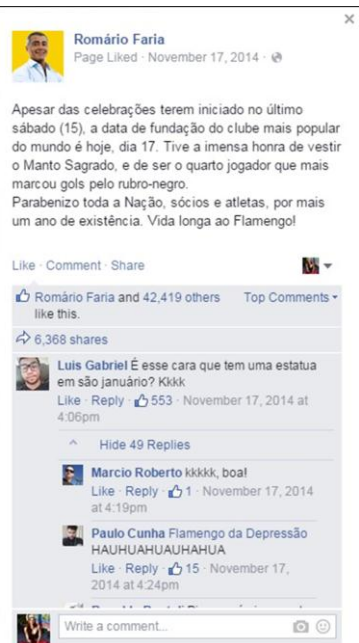 Romário Faria
Page Liked · November 17, 2014 ·
Apesar das celebrações terem iniciado no último
sábado (15), a data de fundação do clube mais popular
do mundo é hoje, dia 17. Tive a imensa honra de vestir
o Manto Sagrado, e de ser o quarto jogador que mais
marcou gols pelo rubro-negro.
Parabenizo toda a Nação, sócios e atletas, por mais
um ano de existência. Vida longa ao Flamengo!
Like · Comment · Share
Romário Faria and 42,419 others
like this.
Top Comments
6,368 shares
Luis Gabriel É esse cara que tem uma estatua
em são januário? Kkkk
Like · Reply · 553 · November 17, 2014 at
4:06pm
Hide 49 Replies
Marcio Roberto kkkkk, boa!
Like · Reply · 1 · November 17, 2014
at 4:19pm
Paulo Cunha Flamengo da Depressão
HAUHUAHUAUHAHUA
Like · Reply · 15 · November 17,
2014 at 4:24pm
Write a comment...